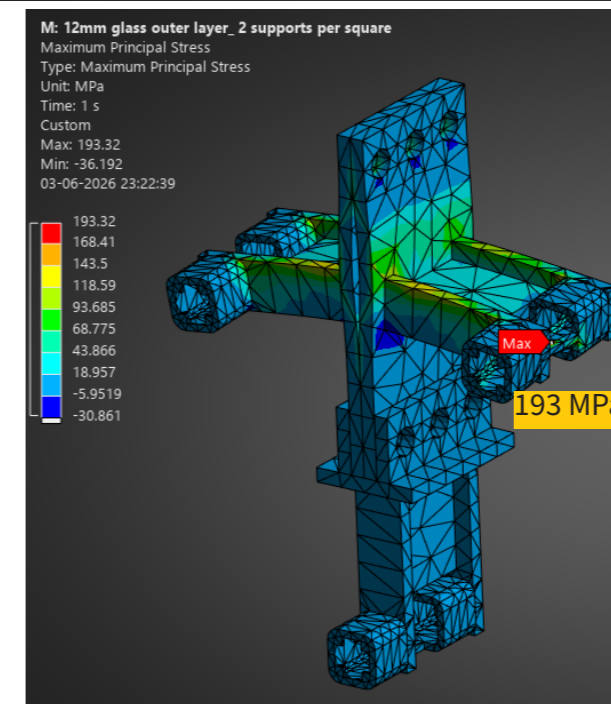 M: 12mm glass outer layer_ 2 supports per square
Maximum Principal Stress
Type: Maximum Principal Stress
Unit: MPa
Time: 1 s
Custom
Max: 193.32
Min: -36.192
03-06-2026 23:22:39
193.32
168.41
143.5
118.59
93.685
68.775
43.866
18.957
-5.9519
-30.861
Max
193 MPa